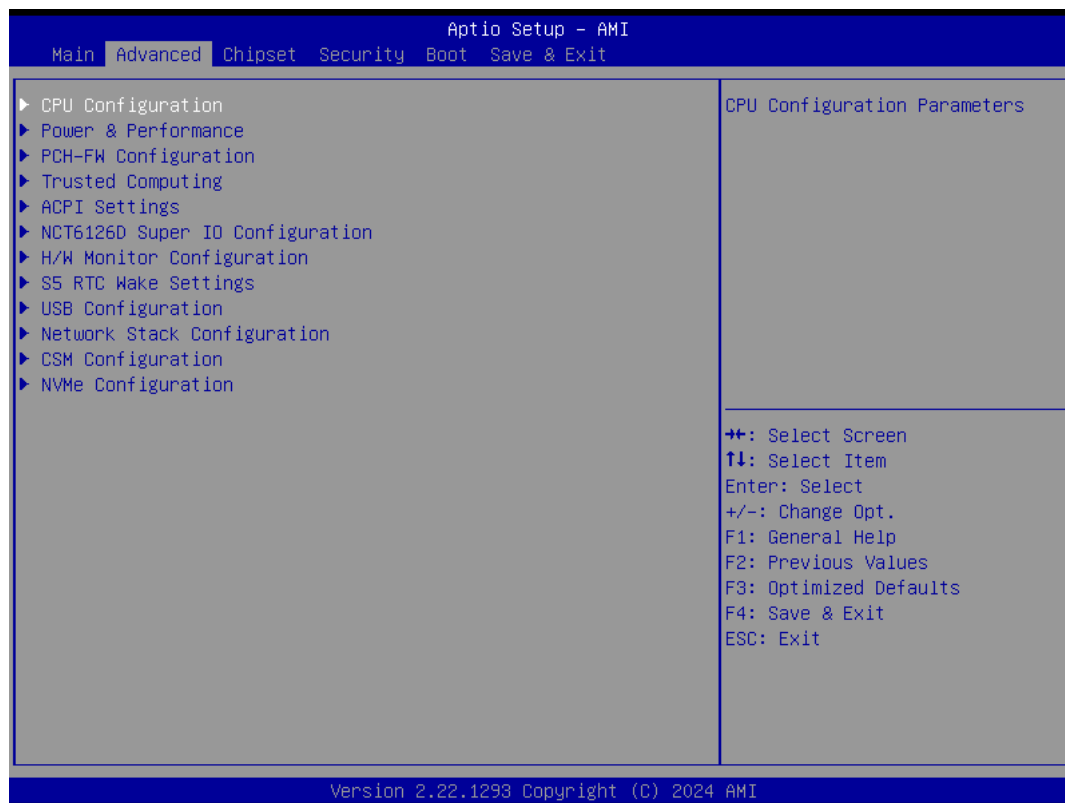 Aptio Setup – AMI
Main Advanced Chipset Security Boot Save & Exit
▶ CPU Configuration
▶ Power & Performance
▶ PCH-FW Configuration
▶ Trusted Computing
▶ ACPI Settings
▶ NCT6126D Super IO Configuration
▶ H/W Monitor Configuration
▶ S5 RTC Wake Settings
▶ USB Configuration
▶ Network Stack Configuration
▶ CSM Configuration
▶ NVMe Configuration
CPU Configuration Parameters
→←: Select Screen
↑↓: Select Item
Enter: Select
+/-: Change Opt.
F1: General Help
F2: Previous Values
F3: Optimized Defaults
F4: Save & Exit
ESC: Exit
Version 2.22.1293 Copyright (C) 2024 AMI